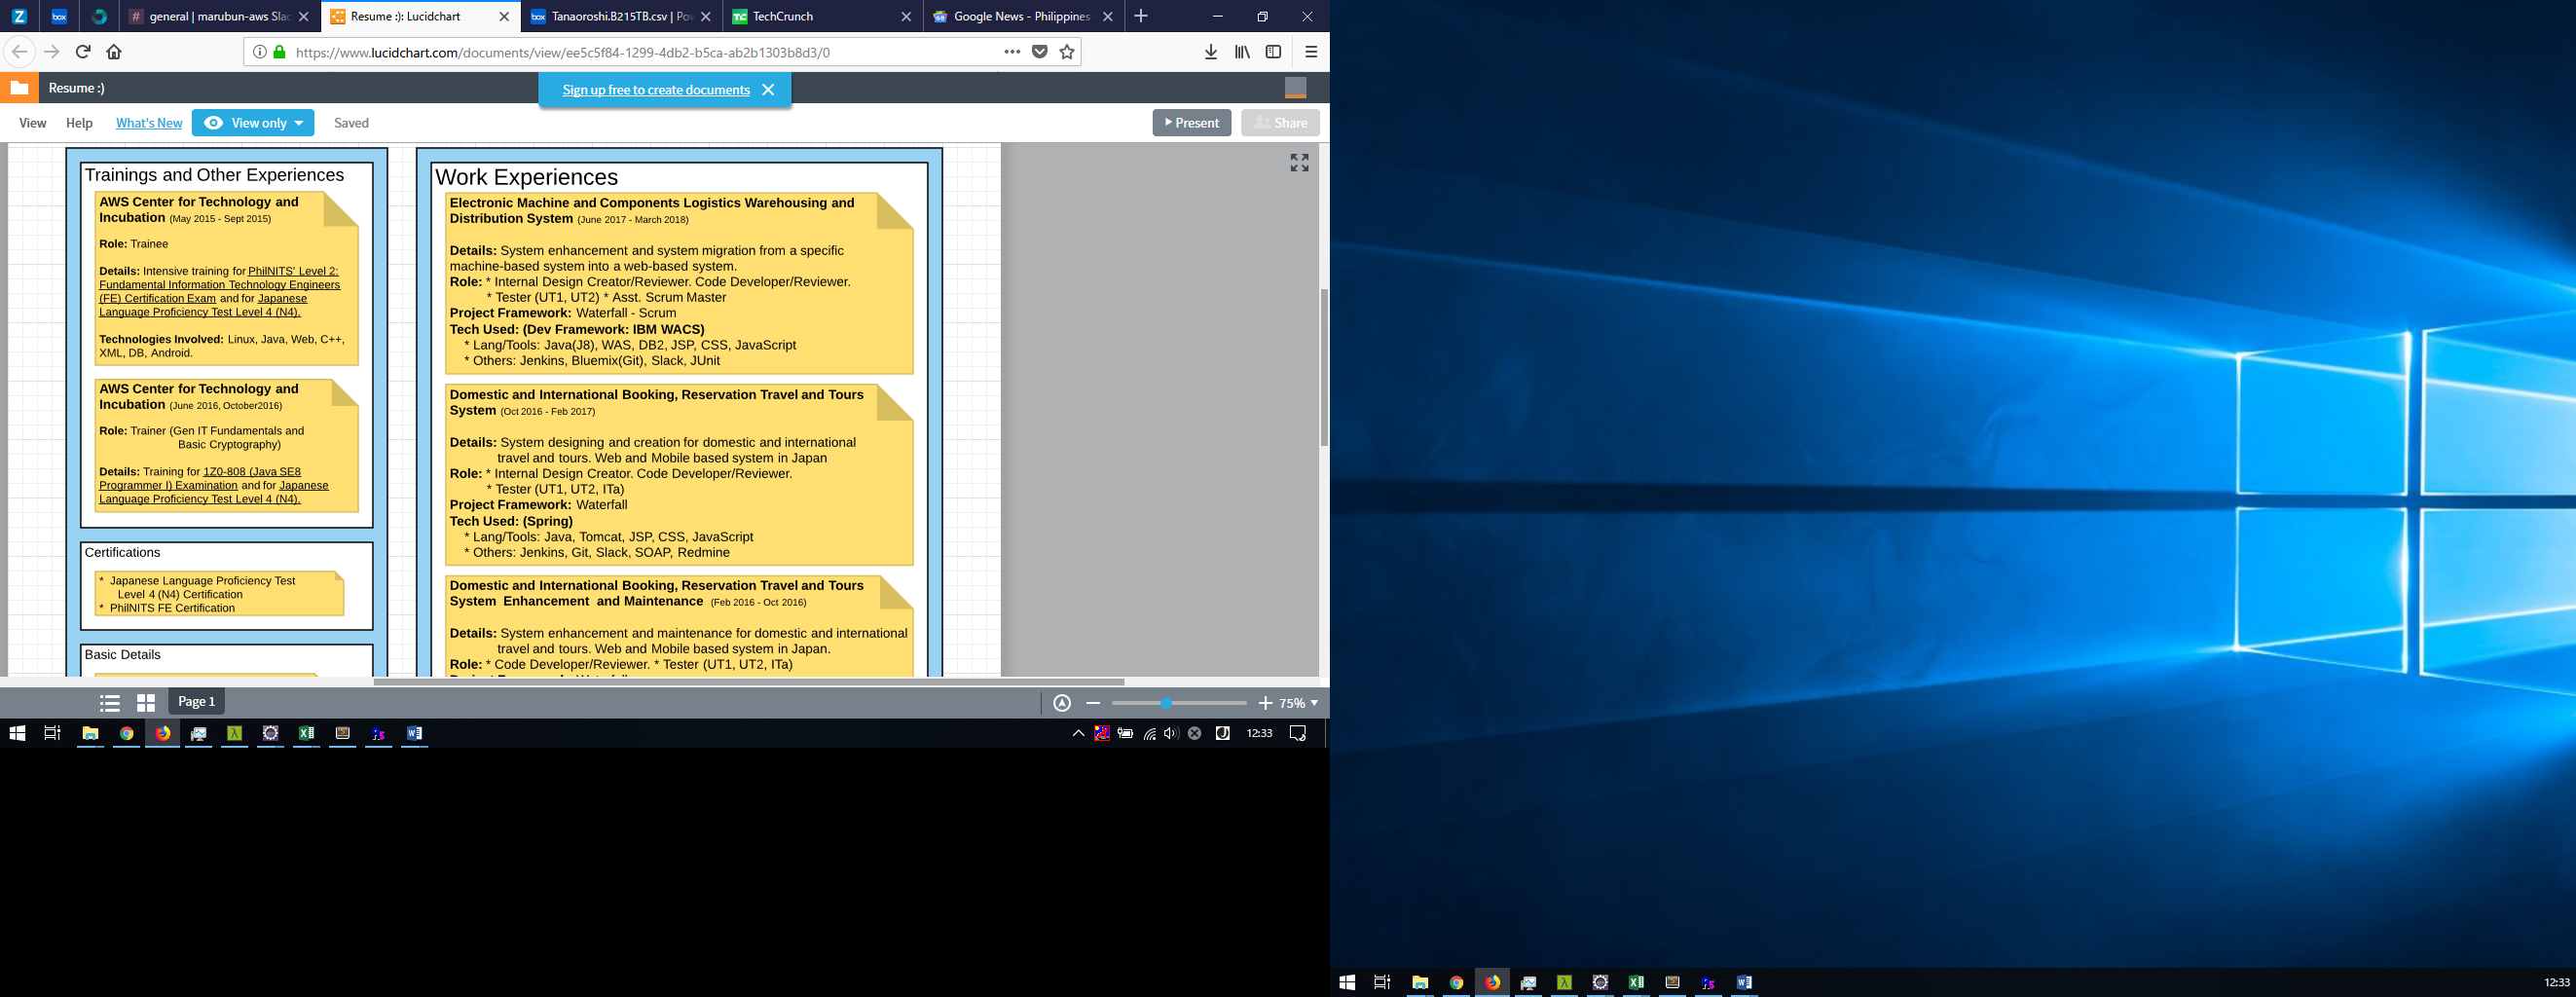 general | marubun-aws Slac
Resume :): Lucidchart
Tanaoroshi.B215TB.csv | Pow
TechCrunch
Google News - Philippines
https://www.lucidchart.com/documents/view/ee5c5f84-1299-4db2-b5ca-ab2b1303b8d3/0
Resume :)
Sign up free to create documents
View Help What's New View only Saved
Present Share
Trainings and Other Experiences
AWS Center for Technology and
Incubation (May 2015 - Sept 2015)
Role: Trainee
Details: Intensive training for PhilNITS' Level 2:
Fundamental Information Technology Engineers
(FE) Certification Exam and for Japanese
Language Proficiency Test Level 4 (N4).
Technologies Involved: Linux, Java, Web, C++,
XML, DB, Android.
AWS Center for Technology and
Incubation (June 2016, October2016)
Role: Trainer (Gen IT Fundamentals and
Basic Cryptography)
Details: Training for 1Z0-808 (Java SE8
Programmer I) Examination and for Japanese
Language Proficiency Test Level 4 (N4).
Certifications
* Japanese Language Proficiency Test
Level 4 (N4) Certification
* PhilNITS FE Certification
Basic Details
Work Experiences
Electronic Machine and Components Logistics Warehousing and
Distribution System (June 2017 - March 2018)
Details: System enhancement and system migration from a specific
machine-based system into a web-based system.
Role: * Internal Design Creator/Reviewer. Code Developer/Reviewer.
* Tester (UT1, UT2) * Asst. Scrum Master
Project Framework: Waterfall - Scrum
Tech Used: (Dev Framework: IBM WACS)
* Lang/Tools: Java(J8), WAS, DB2, JSP, CSS, JavaScript
* Others: Jenkins, Bluemix(Git), Slack, JUnit
Domestic and International Booking, Reservation Travel and Tours
System (Oct 2016 - Feb 2017)
Details: System designing and creation for domestic and international
travel and tours. Web and Mobile based system in Japan
Role: * Internal Design Creator. Code Developer/Reviewer.
* Tester (UT1, UT2, ITa)
Project Framework: Waterfall
Tech Used: (Spring)
* Lang/Tools: Java, Tomcat, JSP, CSS, JavaScript
* Others: Jenkins, Git, Slack, SOAP, Redmine
Domestic and International Booking, Reservation Travel and Tours
System Enhancement and Maintenance (Feb 2016 - Oct 2016)
Details: System enhancement and maintenance for domestic and international
travel and tours. Web and Mobile based system in Japan.
Role: * Code Developer/Reviewer. * Tester (UT1, UT2, ITa)
Page 1
75%
12:33
12:33